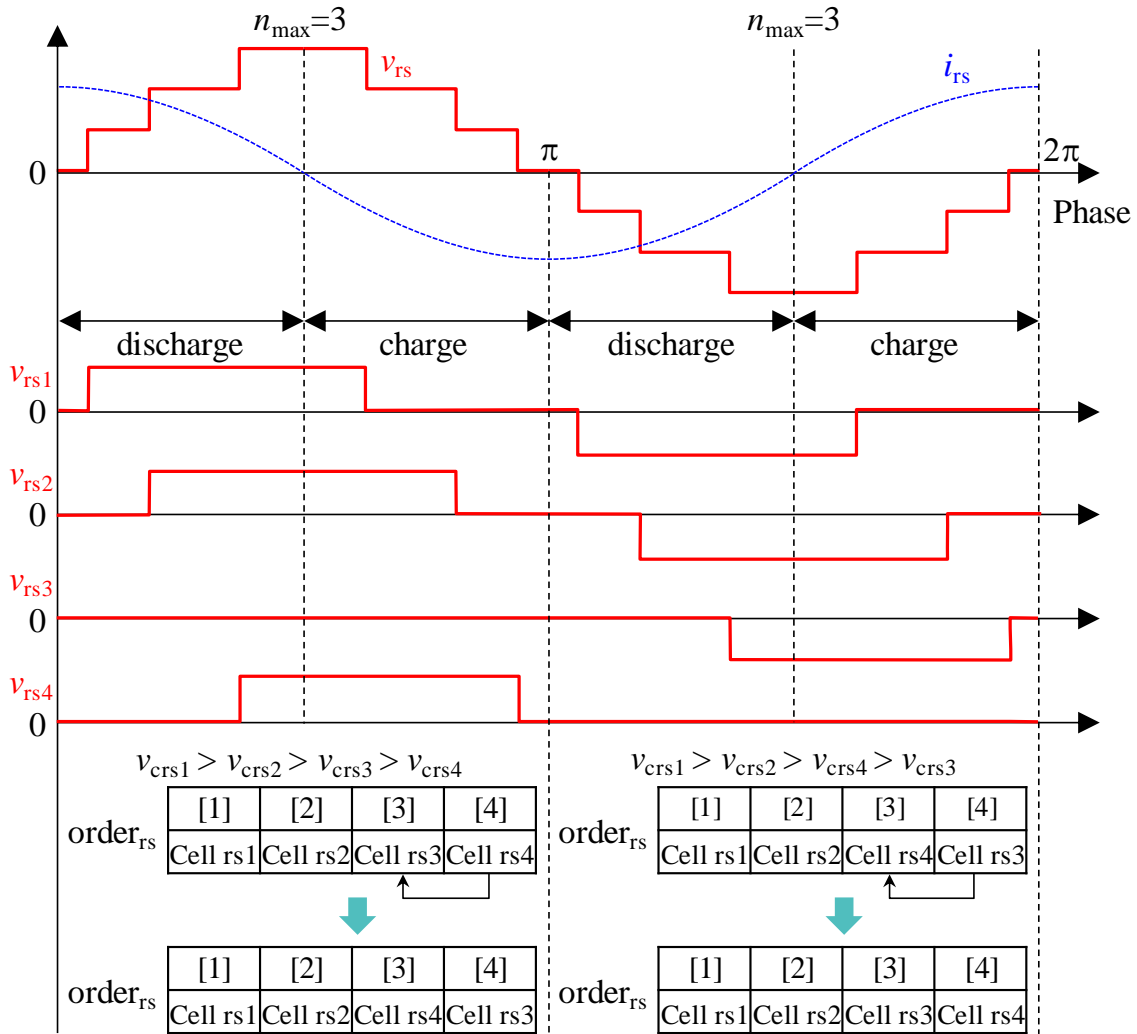 n_max=3 n_max=3
v_rs i_rs
0 π 2π
Phase
discharge charge discharge charge
v_rs1
0
v_rs2
0
v_rs3
0
v_rs4
0
v_crs1 > v_crs2 > v_crs3 > v_crs4 v_crs1 > v_crs2 > v_crs4 > v_crs3
[1] [2] [3] [4] [1] [2] [3] [4]
order_rs order_rs
Cell rs1 Cell rs2 Cell rs3 Cell rs4 Cell rs1 Cell rs2 Cell rs4 Cell rs3
[1] [2] [3] [4] [1] [2] [3] [4]
order_rs order_rs
Cell rs1 Cell rs2 Cell rs4 Cell rs3 Cell rs1 Cell rs2 Cell rs3 Cell rs4